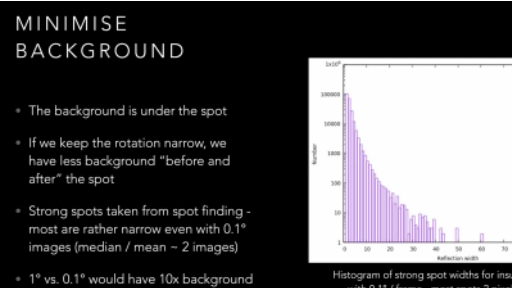 MINIMISE
BACKGROUND
The background is under the spot
If we keep the rotation narrow, we
have less background “before and
after” the spot
Strong spots taken from spot finding -
most are rather narrow even with 0.1°
images (median / mean ~ 2 images)
1° vs. 0.1° would have 10x background
1x10⁶
100000
10000
1000
100
10
1
Number
0 10 20 30 40 50 60 70
Reflection width
Histogram of strong spot widths for insu